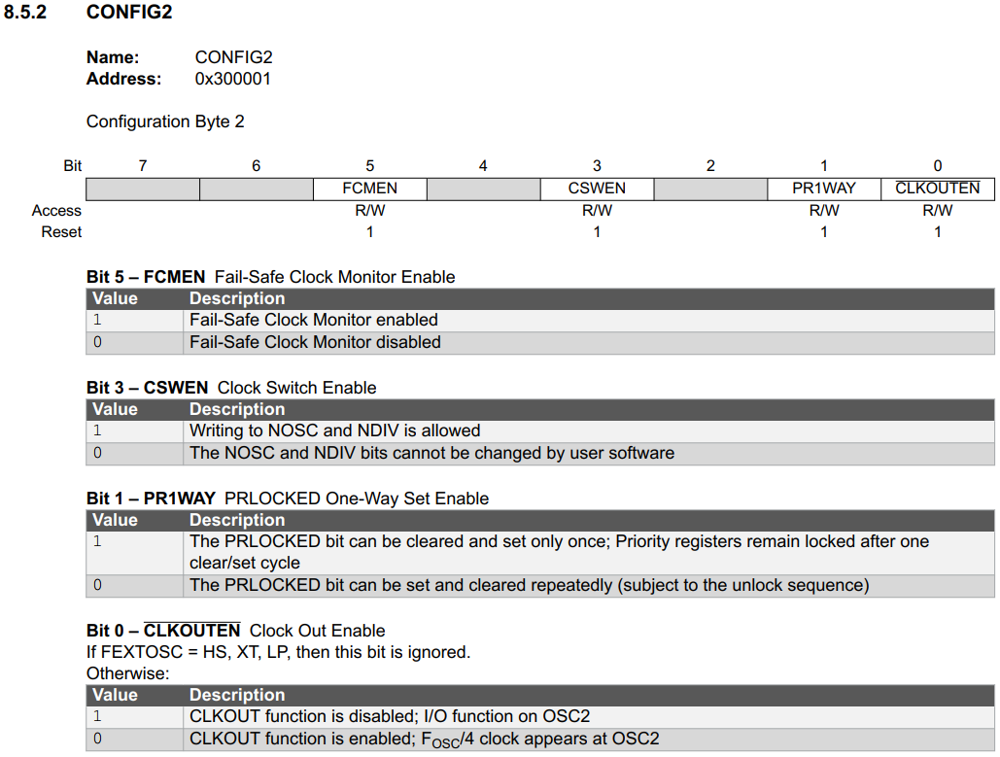 8.5.2 CONFIG2
Name: CONFIG2
Address: 0x300001
Configuration Byte 2
Bit 7 6 5 4 3 2 1 0
FCMEN CSWEN PR1WAY CLKOUTEN
Access R/W R/W R/W R/W
Reset 1 1 1 1
Bit 5 – FCMEN Fail-Safe Clock Monitor Enable
Value Description
1 Fail-Safe Clock Monitor enabled
0 Fail-Safe Clock Monitor disabled
Bit 3 – CSWEN Clock Switch Enable
Value Description
1 Writing to NOSC and NDIV is allowed
0 The NOSC and NDIV bits cannot be changed by user software
Bit 1 – PR1WAY PRLOCKED One-Way Set Enable
Value Description
1 The PRLOCKED bit can be cleared and set only once; Priority registers remain locked after one
clear/set cycle
0 The PRLOCKED bit can be set and cleared repeatedly (subject to the unlock sequence)
Bit 0 – CLKOUTEN Clock Out Enable
If FEXTOSC = HS, XT, LP, then this bit is ignored.
Otherwise:
Value Description
1 CLKOUT function is disabled; I/O function on OSC2
0 CLKOUT function is enabled; FOSC/4 clock appears at OSC2